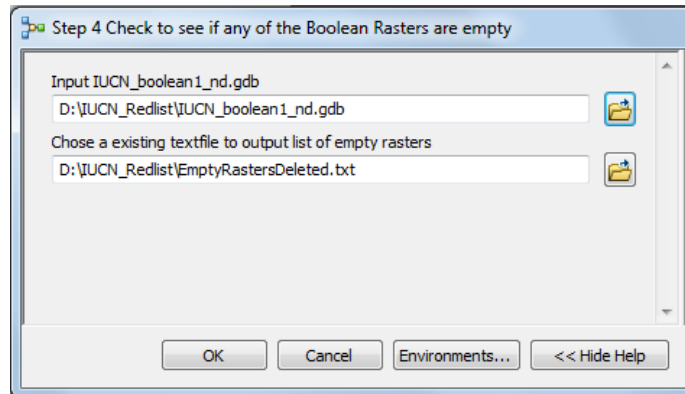 Step 4 Check to see if any of the Boolean Rasters are empty
Input IUCN_boolean1_nd.gdb
D:\IUCN_Redlist\IUCN_boolean1_nd.gdb
Chose a existing textfile to output list of empty rasters
D:\IUCN_Redlist\EmptyRastersDeleted.txt
OK Cancel Environments... << Hide Help